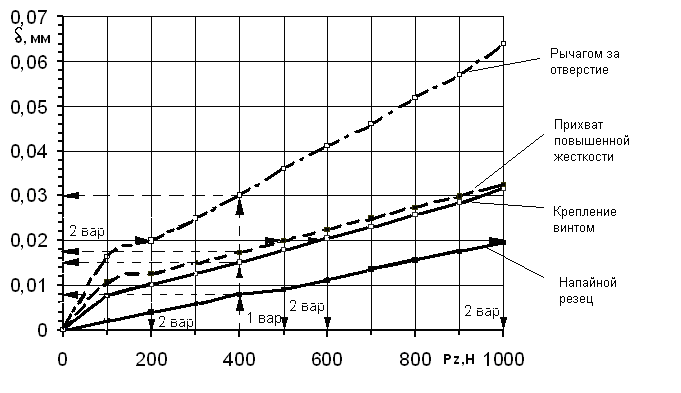 0,07
δ, мм
0,06
0,05
0,04
0,03
0,02
0,01
0
2 вар
2 вар
1 вар
2 вар
2 вар
0
200
400
600
800
Pz,Н
1000
Рычагом за
отверстие
Прихват
повышенной
жесткости
Крепление
винтом
Напайной
резец